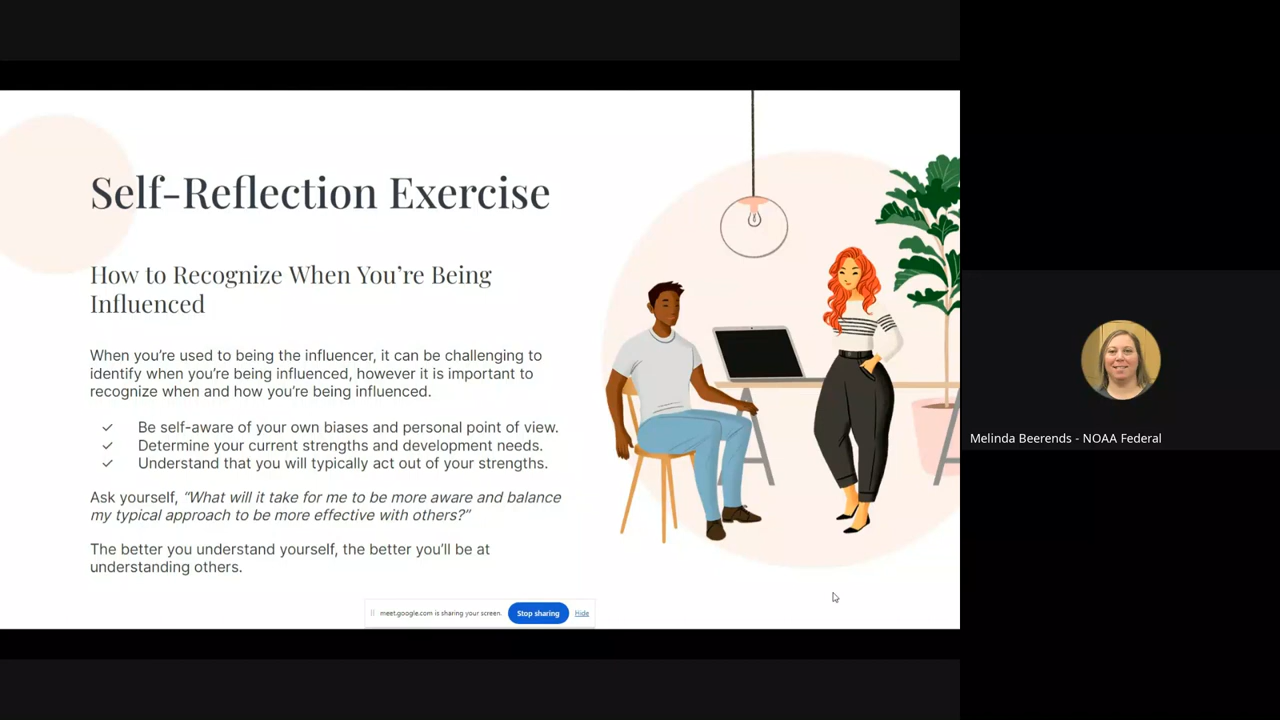 Self-Reflection Exercise
How to Recognize When You're Being
Influenced
When you're used to being the influencer, it can be challenging to
identify when you're being influenced, however it is important to
recognize when and how you're being influenced.
✓ Be self-aware of your own biases and personal point of view.
✓ Determine your current strengths and development needs.
✓ Understand that you will typically act out of your strengths.
Ask yourself, “What will it take for me to be more aware and balance
my typical approach to be more effective with others?”
The better you understand yourself, the better you'll be at
understanding others.
meet.google.com is sharing your screen. Stop sharing Hide
Melinda Beerends - NOAA Federal